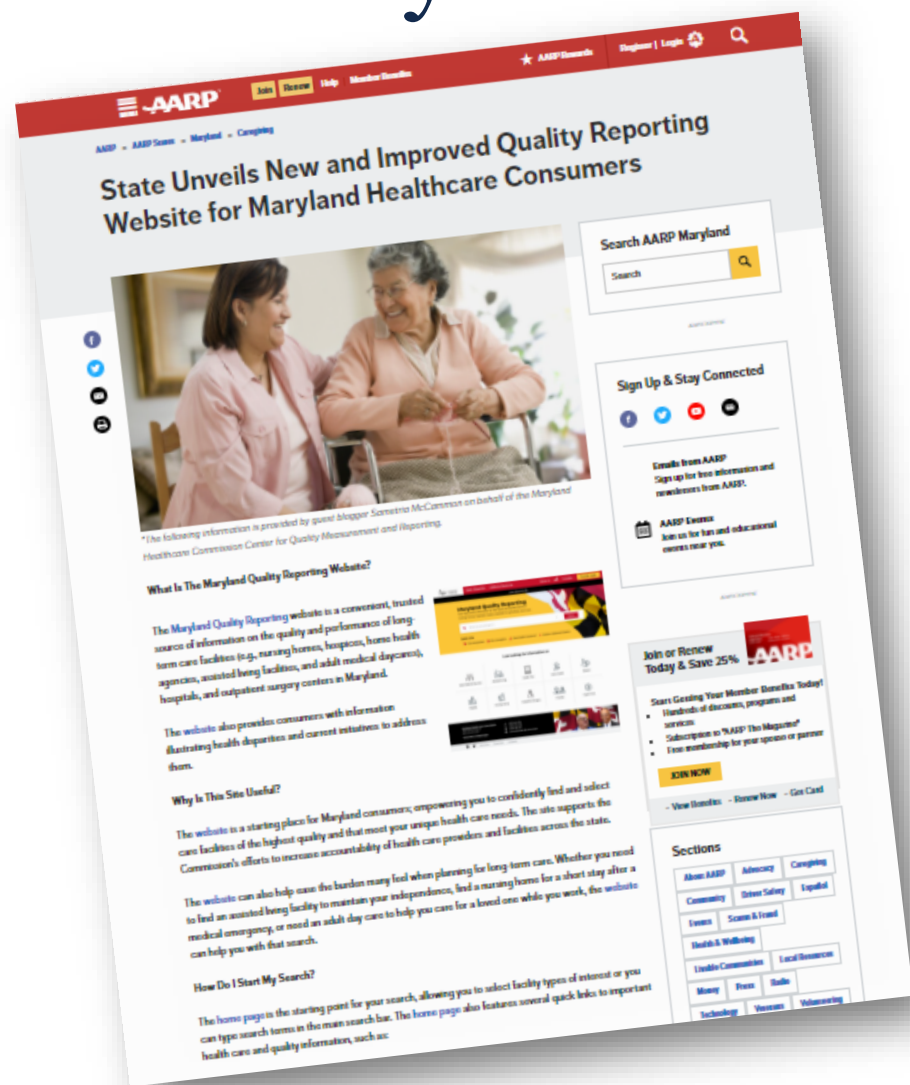 AARP
Join
Renew
Help
Member Benefits
AARP Rewards
Register | Login
AARP » AARP States » Maryland » Caregiving
State Unveils New and Improved Quality Reporting
Website for Maryland Healthcare Consumers
Search AARP Maryland
Search
Sign Up & Stay Connected
Emails from AARP
Sign up for free information and
newsletters from AARP.
AARP Events
Join us for fun and educational
events near you.
*The following information is provided by guest blogger Sametria McCammon on behalf of the Maryland
Healthcare Commission Center for Quality Measurement and Reporting.
What Is The Maryland Quality Reporting Website?
The Maryland Quality Reporting website is a convenient, trusted
source of information on the quality and performance of long-
term care facilities (e.g., nursing homes, hospices, home health
agencies, assisted living facilities, and adult medical daycares),
hospitals, and outpatient surgery centers in Maryland.
Maryland Quality Reporting
The website also provides consumers with information
illustrating health disparities and current initiatives to address
them.
Join or Renew
Today & Save 25%
AARP
Start Getting Your Member Benefits Today!
Hundreds of discounts, programs and
services
Subscription to "AARP The Magazine"
Free membership for your spouse or partner
JOIN NOW
- View Benefits - Renew Now - Get Card
Why Is This Site Useful?
The website is a starting place for Maryland consumers; empowering you to confidently find and select
care facilities of the highest quality and that meet your unique health care needs. The site supports the
Commission's efforts to increase accountability of health care providers and facilities across the state.
The website can also help ease the burden many feel when planning for long-term care. Whether you need
to find an assisted living facility to maintain your independence, find a nursing home for a short stay after a
medical emergency, or need an adult day care to help you care for a loved one while you work, the website
can help you with that search.
How Do I Start My Search?
The home page is the starting point for your search, allowing you to select facility types of interest or you
can type search terms in the main search bar. The home page also features several quick links to important
health care and quality information, such as:
Sections
About AARP
Advocacy
Caregiving
Community
Driver Safety
Español
Events
Scams & Fraud
Health & Wellbeing
Livable Communities
Local Resources
Money
Press
Radio
Technology
Veterans
Volunteering